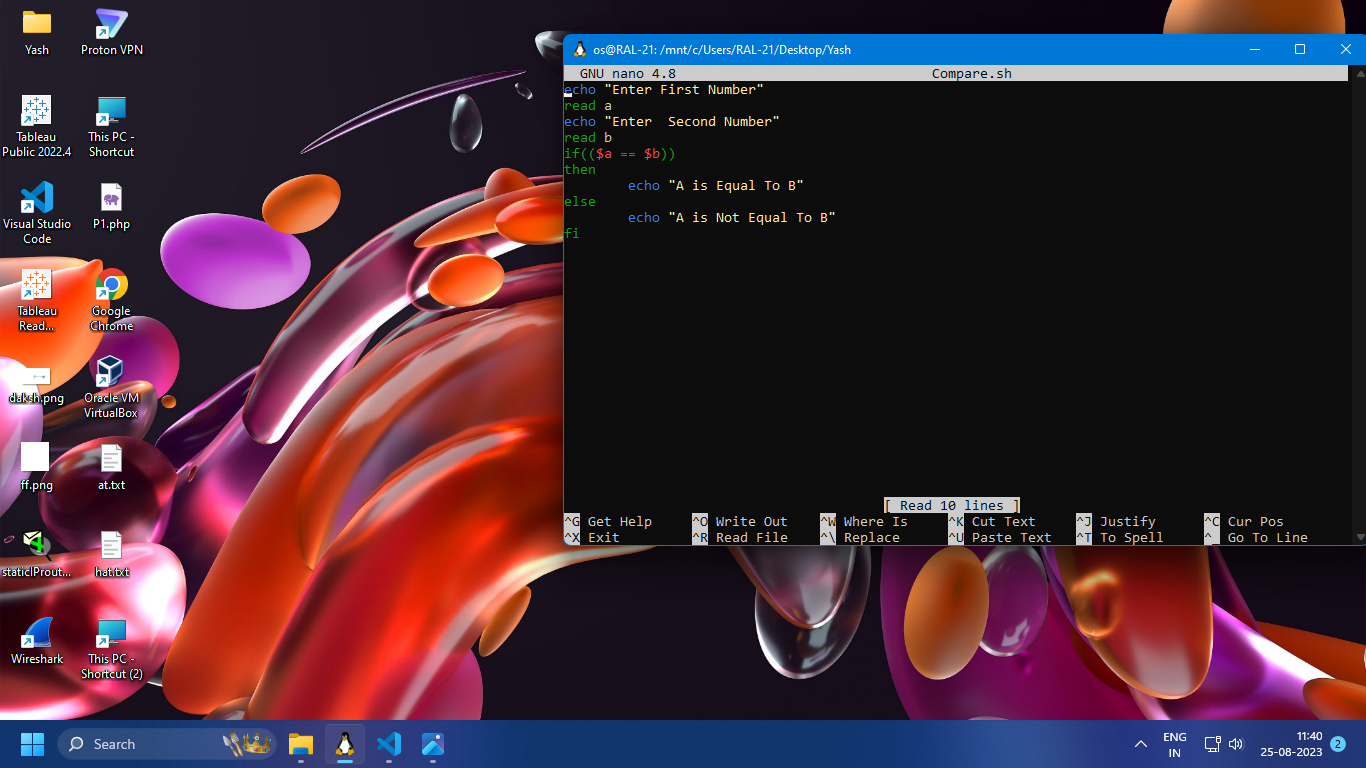 Yash
Proton VPN
Tableau
Public 2022.4
This PC -
Shortcut
Visual Studio
Code
P1.php
Tableau
Read...
Google
Chrome
daksh.png
Oracle VM
VirtualBox
ff.png
at.txt
staticIProut...
hat.txt
Wireshark
This PC -
Shortcut (2)
os@RAL-21: /mnt/c/Users/RAL-21/Desktop/Yash
GNU nano 4.8 Compare.sh
echo "Enter First Number"
read a
echo "Enter  Second Number"
read b
if(($a == $b))
then
        echo "A is Equal To B"
else
        echo "A is Not Equal To B"
fi
[ Read 10 lines ]
^G Get Help ^O Write Out ^W Where Is ^K Cut Text ^J Justify ^C Cur Pos
^X Exit ^R Read File ^\ Replace ^U Paste Text ^T To Spell ^_ Go To Line
Search
ENG
IN
11:40
25-08-2023
2